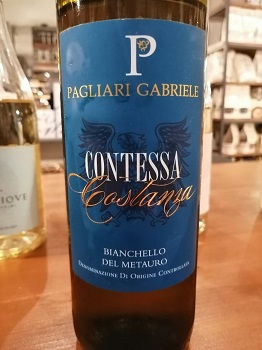 P
PAGLIARI GABRIELE
CONTESSA
Costanza
BIANCHELLO
DEL METAURO
DENOMINAZIONE DI ORIGINE CONTROLLATA